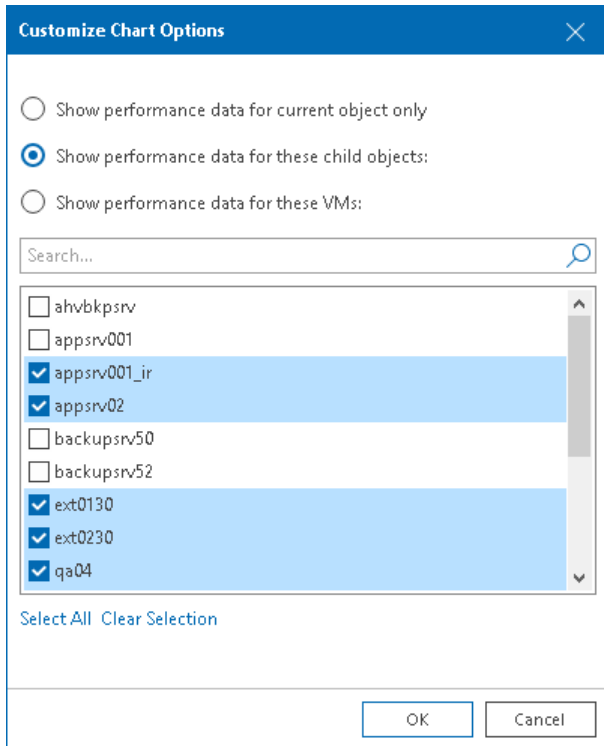 Customize Chart Options
Show performance data for current object only
Show performance data for these child objects:
Show performance data for these VMs:
Search...
ahvbkpsrv
appsrv001
appsrv001_ir
appsrv02
backupsrv50
backupsrv52
ext0130
ext0230
qa04
Select All Clear Selection
OK Cancel